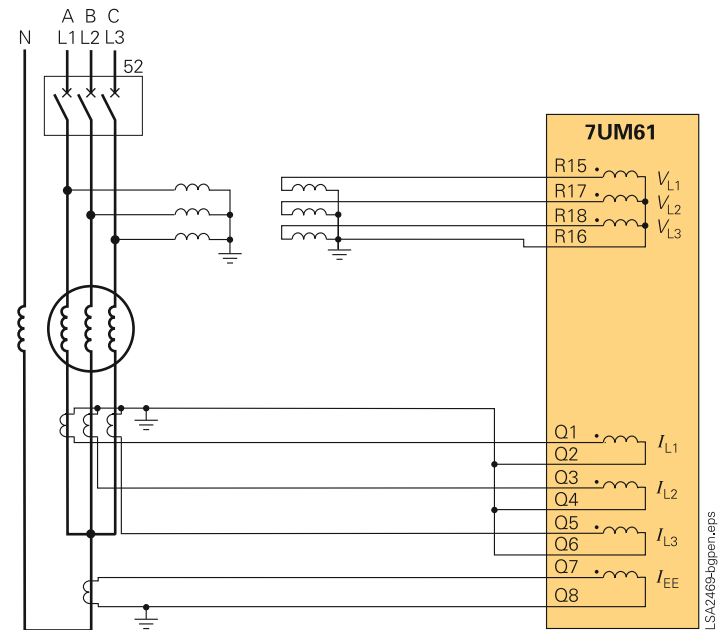 A B C
N L1 L2 L3
52
7UM61
R15
VL1
R17
VL2
R18
VL3
R16
Q1
IL1
Q2
Q3
IL2
Q4
Q5
IL3
Q6
Q7
IEE
Q8
LSA2469-bgpen.eps